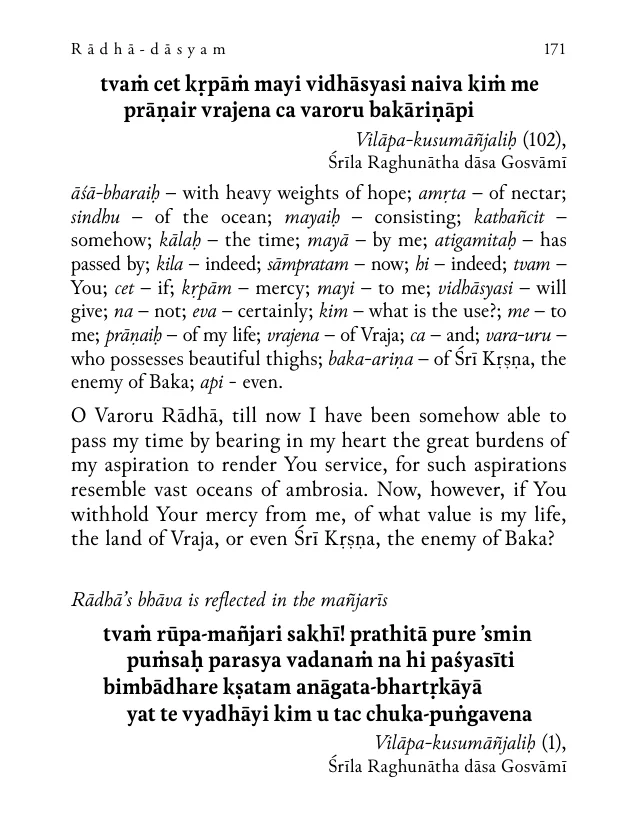 Rādhā-dāsyam 171
tvaṁ cet kṛpāṁ mayi vidhāsyasi naiva kiṁ me
prāṇair vrajena ca varoru bakāriṇāpi
Vilāpa-kusumāñjaliḥ (102),
Śrīla Raghunātha dāsa Gosvāmī
āśā-bharaiḥ – with heavy weights of hope; amṛta – of nectar;
sindhu – of the ocean; mayaiḥ – consisting; kathañcit –
somehow; kālaḥ – the time; mayā – by me; atigamitaḥ – has
passed by; kila – indeed; sāmpratam – now; hi – indeed; tvam –
You; cet – if; kṛpām – mercy; mayi – to me; vidhāsyasi – will
give; na – not; eva – certainly; kim – what is the use?; me – to
me; prāṇaiḥ – of my life; vrajena – of Vraja; ca – and; vara-uru –
who possesses beautiful thighs; baka-ariṇa – of Śrī Kṛṣṇa, the
enemy of Baka; api - even.
O Varoru Rādhā, till now I have been somehow able to
pass my time by bearing in my heart the great burdens of
my aspiration to render You service, for such aspirations
resemble vast oceans of ambrosia. Now, however, if You
withhold Your mercy from me, of what value is my life,
the land of Vraja, or even Śrī Kṛṣṇa, the enemy of Baka?
Rādhā’s bhāva is reflected in the mañjarīs
tvaṁ rūpa-mañjari sakhī! prathitā pure ’smin
puṁsaḥ parasya vadanaṁ na hi paśyasīti
bimbādhare kṣatam anāgata-bhartṛkāyā
yat te vyadhāyi kim u tac chuka-puṅgavena
Vilāpa-kusumāñjaliḥ (1),
Śrīla Raghunātha dāsa Gosvāmī